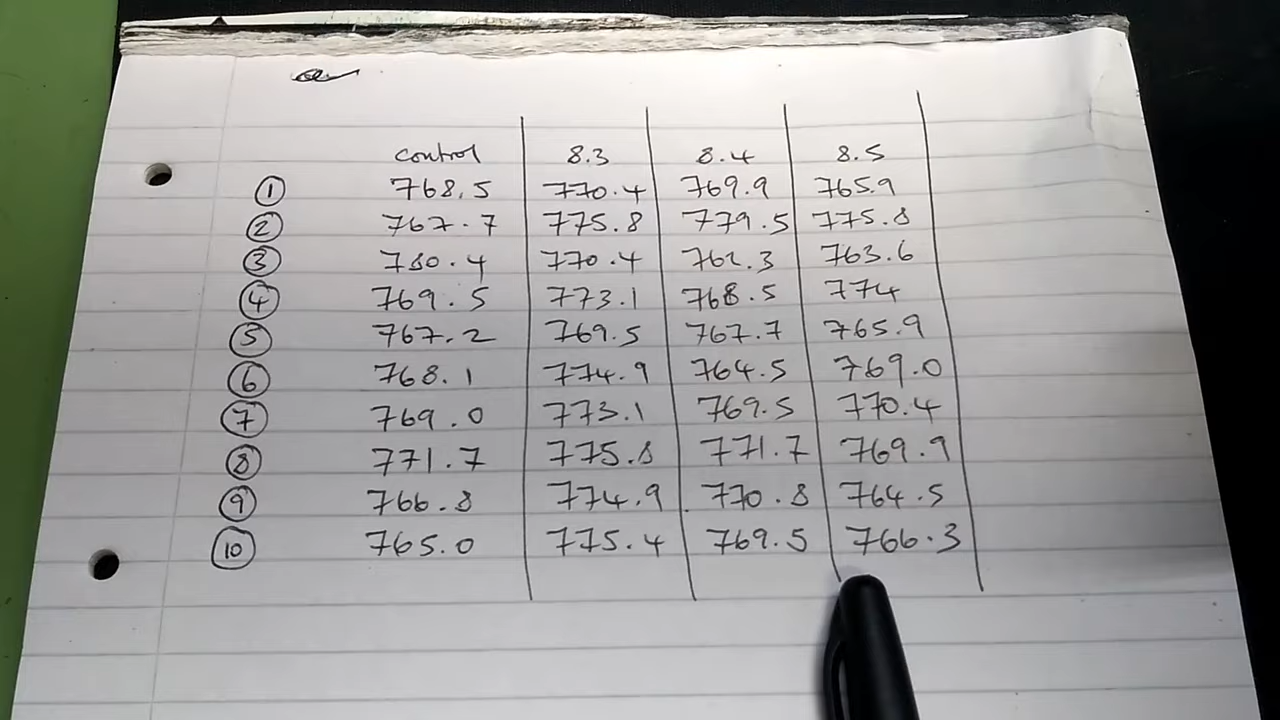 control 8.3 8.4 8.5
1 768.5 770.4 769.9 765.9
2 767.7 775.8 779.5 775.8
3 780.4 770.4 762.3 763.6
4 769.5 773.1 768.5 774
5 767.2 769.5 767.7 765.9
6 768.1 774.9 764.5 769.0
7 769.0 773.1 769.5 770.4
8 771.7 775.8 771.7 769.9
9 766.8 774.9 770.8 764.5
10 765.0 775.4 769.5 766.3